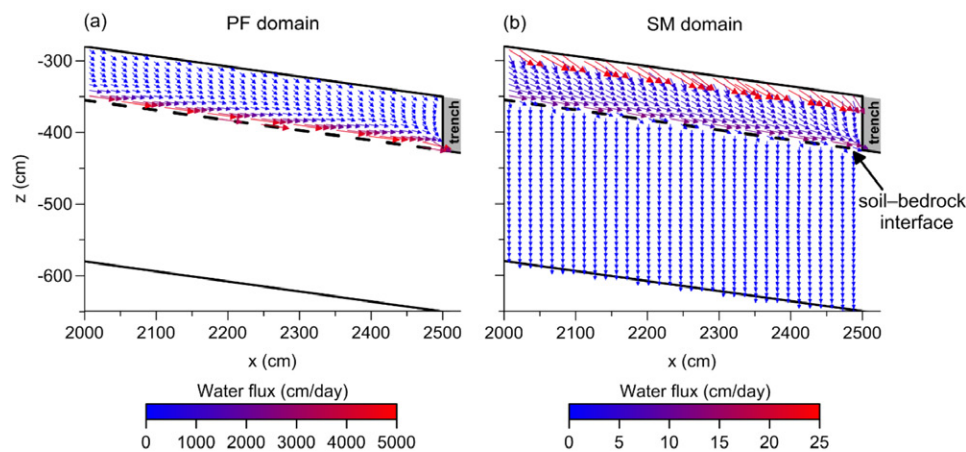 (a) PF domain
-300
-400
-500
-600
z (cm)
trench
2000 2100 2200 2300 2400 2500
x (cm)
Water flux (cm/day)
0 1000 2000 3000 4000 5000
(b) SM domain
trench
soil–bedrock
interface
2000 2100 2200 2300 2400 2500
x (cm)
Water flux (cm/day)
0 5 10 15 20 25